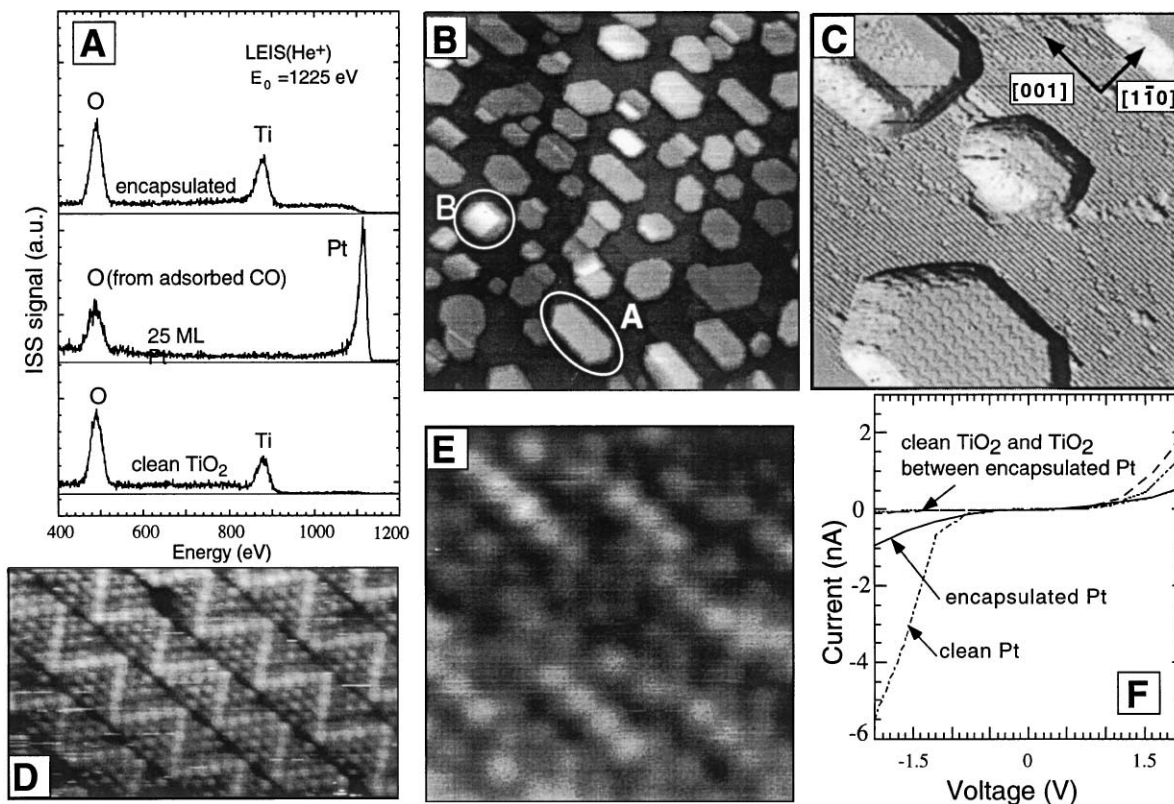 A
LEIS(He+)
E0 =1225 eV
O
Ti
encapsulated
Pt
O (from adsorbed CO)
25 ML
Pt
O
Ti
clean TiO2
ISS signal (a.u.)
400 600 800 1000 1200
Energy (eV)
B
B
A
C
[001]
[11̄0]
D
E
2
0
-2
-4
-6
clean TiO2 and TiO2
between encapsulated Pt
encapsulated Pt
clean Pt
F
Current (nA)
-1.5 0 1.5
Voltage (V)